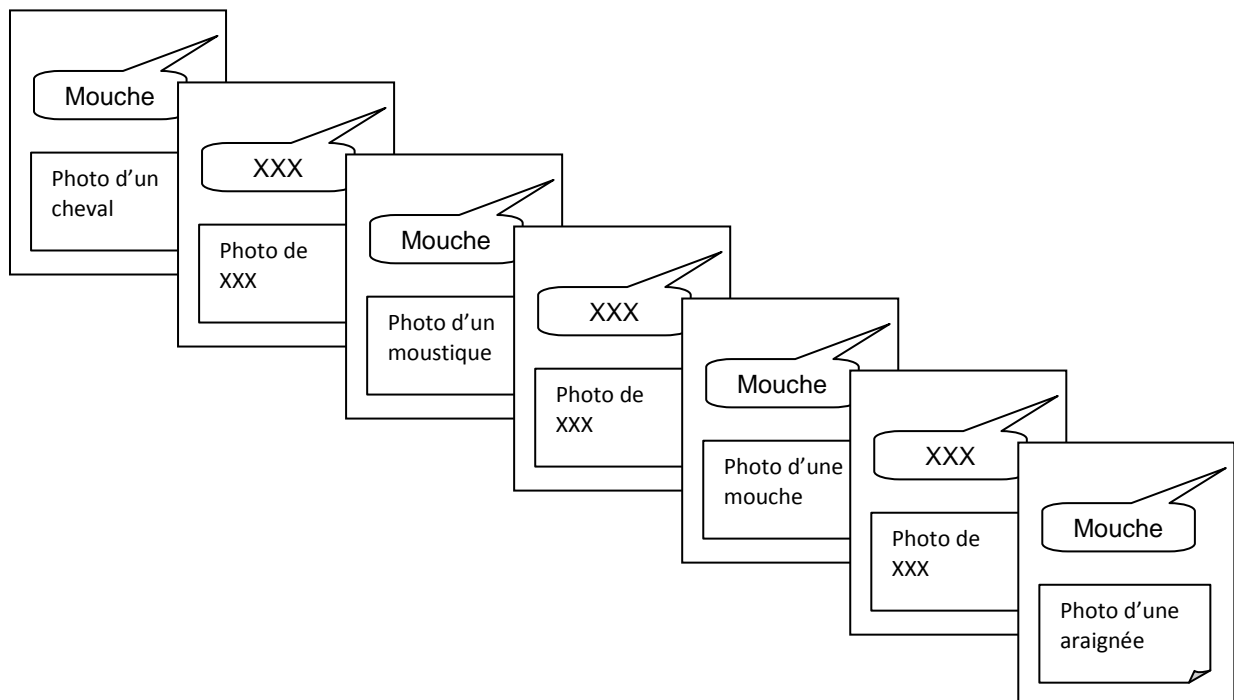 Mouche
Photo d'un
cheval
XXX
Photo de
XXX
Mouche
Photo d'un
moustique
XXX
Photo de
XXX
Mouche
Photo d'une
mouche
XXX
Photo de
XXX
Mouche
Photo d'une
araignée